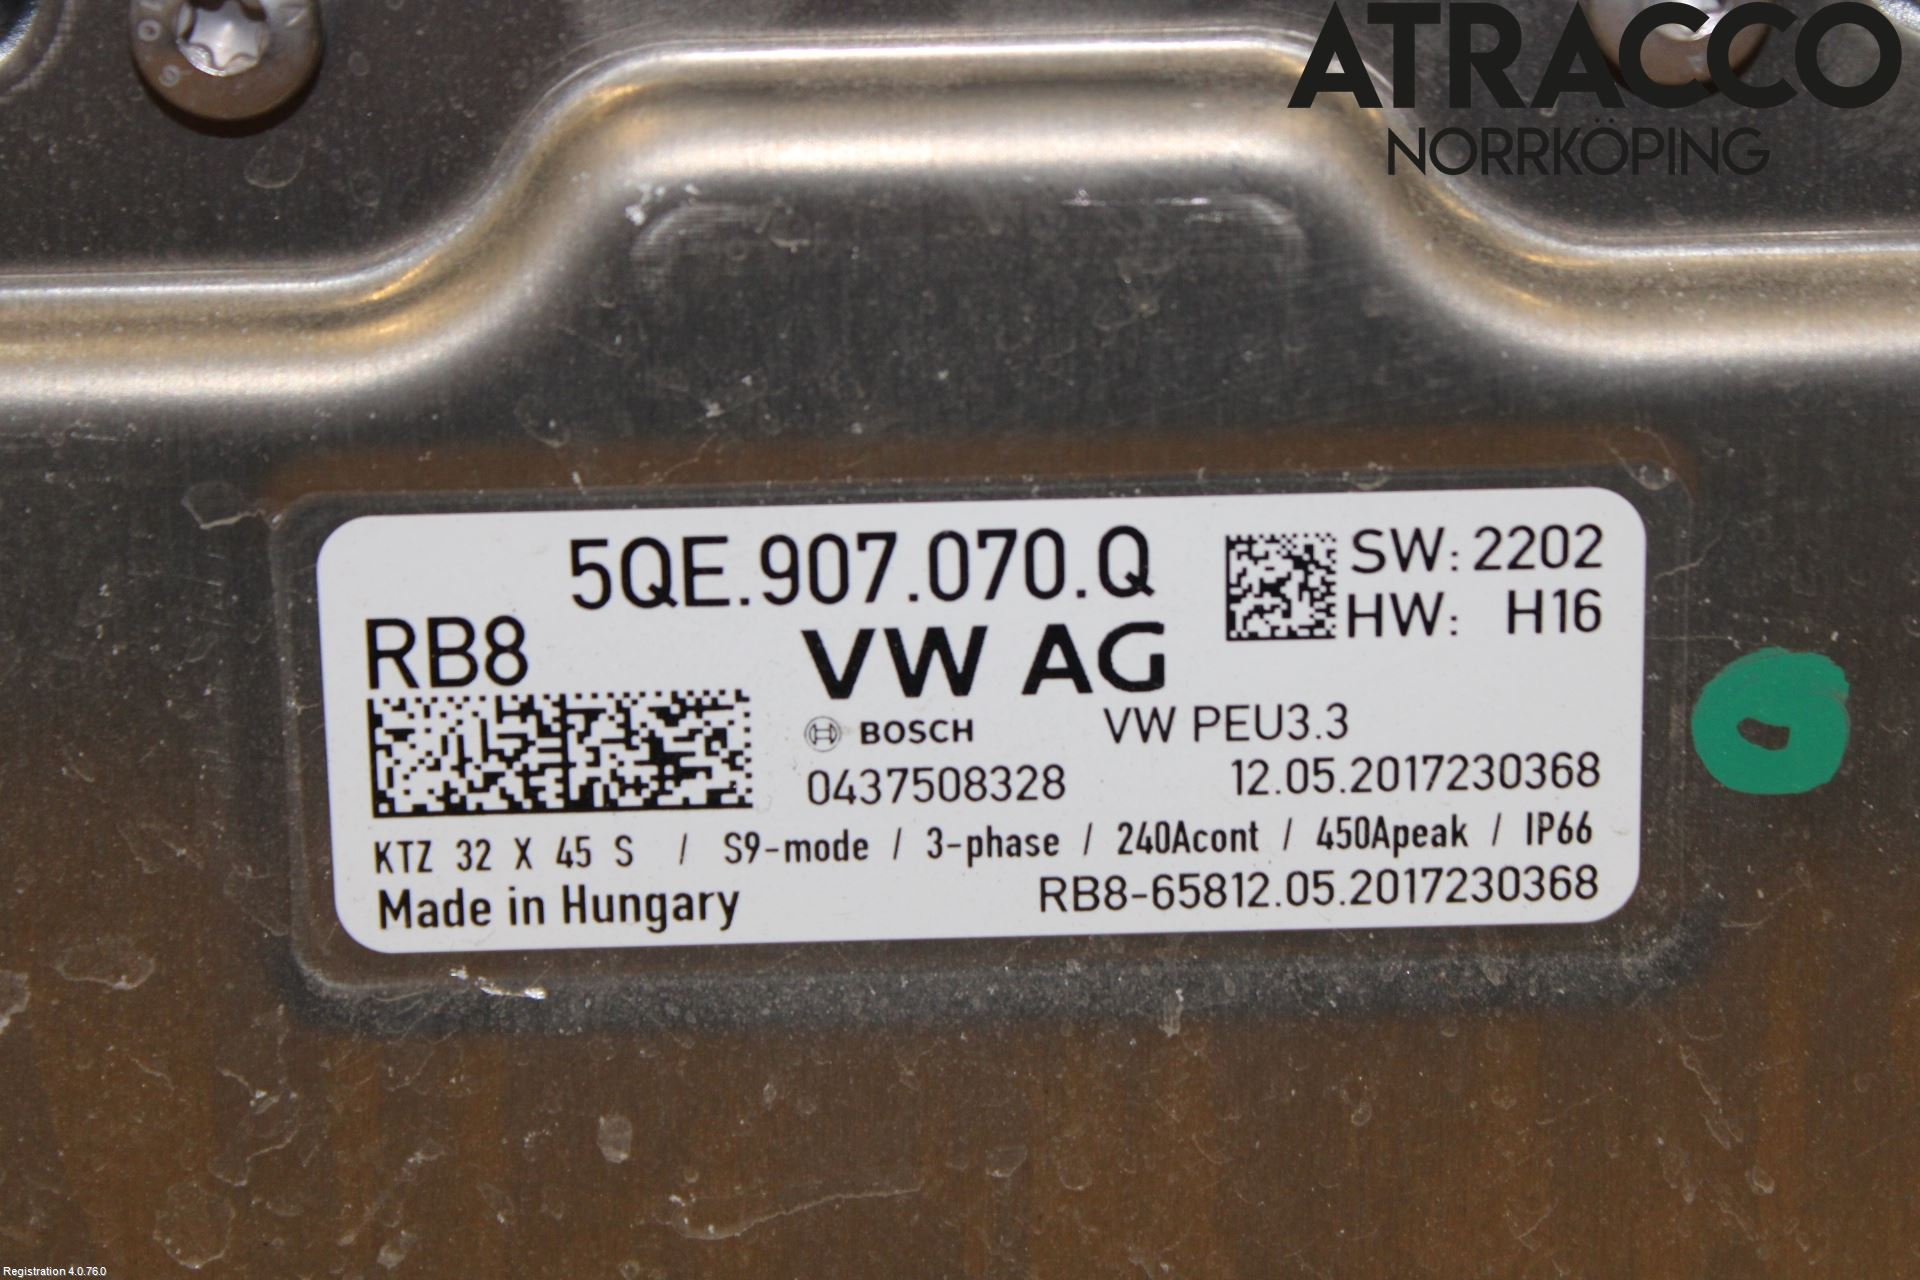 ATRACCO
NORRKÖPING
5QE.907.070.Q
SW: 2202
HW: H16
RB8
VW AG
BOSCH
VW PEU3.3
0437508328
12.05.2017230368
KTZ 32 X 45 S / S9-mode / 3-phase / 240Acont / 450Apeak / IP66
Made in Hungary
RB8-65812.05.2017230368
Registration 4.0.76.0